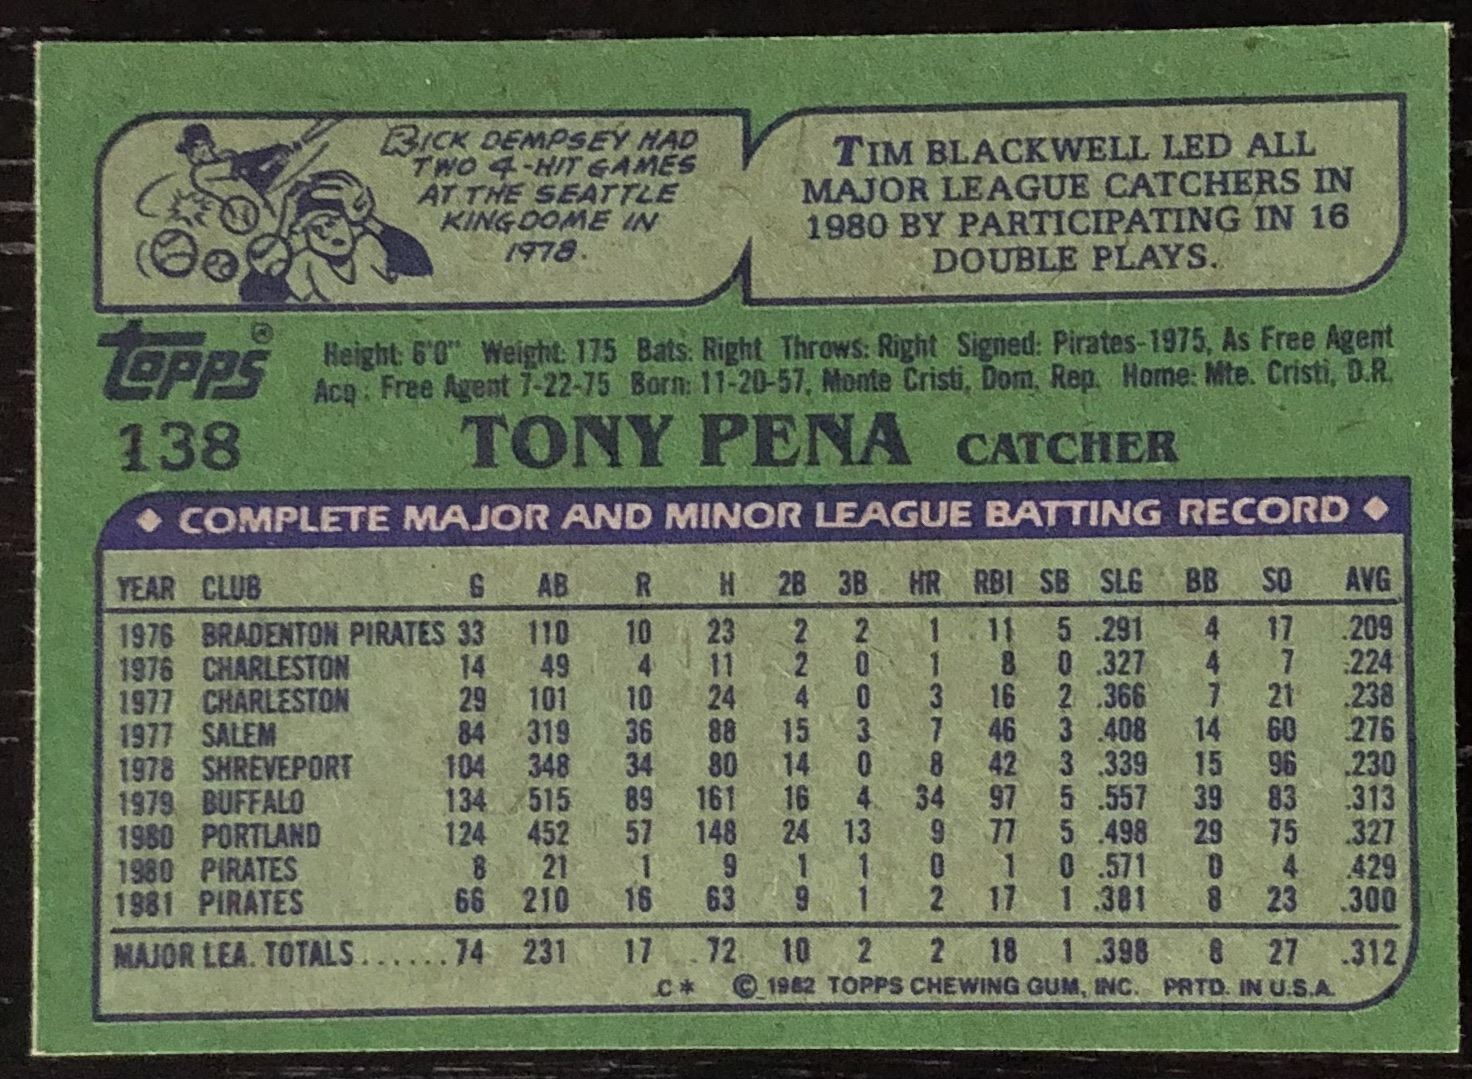 RICK DEMPSEY HAD
TWO 4-HIT GAMES
AT THE SEATTLE
KINGDOME IN
1978.
TIM BLACKWELL LED ALL
MAJOR LEAGUE CATCHERS IN
1980 BY PARTICIPATING IN 16
DOUBLE PLAYS.
TOPPS®
Height: 6'0" Weight: 175 Bats: Right Throws: Right Signed: Pirates-1975, As Free Agent
Acq.: Free Agent 7-22-75 Born: 11-20-57, Monte Cristi, Dom. Rep. Home: Mte. Cristi, D.R.
138 TONY PENA CATCHER
◆ COMPLETE MAJOR AND MINOR LEAGUE BATTING RECORD ◆
YEAR CLUB G AB R H 2B 3B HR RBI SB SLG BB SO AVG
1976 BRADENTON PIRATES 33 110 10 23 2 2 1 11 5 .291 4 17 .209
1976 CHARLESTON 14 49 4 11 2 0 1 8 0 .327 4 7 .224
1977 CHARLESTON 29 101 10 24 4 0 3 16 2 .366 7 21 .238
1977 SALEM 84 319 36 88 15 3 7 46 3 .408 14 60 .276
1978 SHREVEPORT 104 348 34 80 14 0 8 42 3 .339 15 96 .230
1979 BUFFALO 134 515 89 161 16 4 34 97 5 .557 39 83 .313
1980 PORTLAND 124 452 57 148 24 13 9 77 5 .498 29 75 .327
1980 PIRATES 8 21 1 9 1 1 0 1 0 .571 0 4 .429
1981 PIRATES 66 210 16 63 9 1 2 17 1 .381 8 23 .300
MAJOR LEA. TOTALS......74 231 17 72 10 2 2 18 1 .398 8 27 .312
C* © 1982 TOPPS CHEWING GUM, INC. PRTD. IN U.S.A.